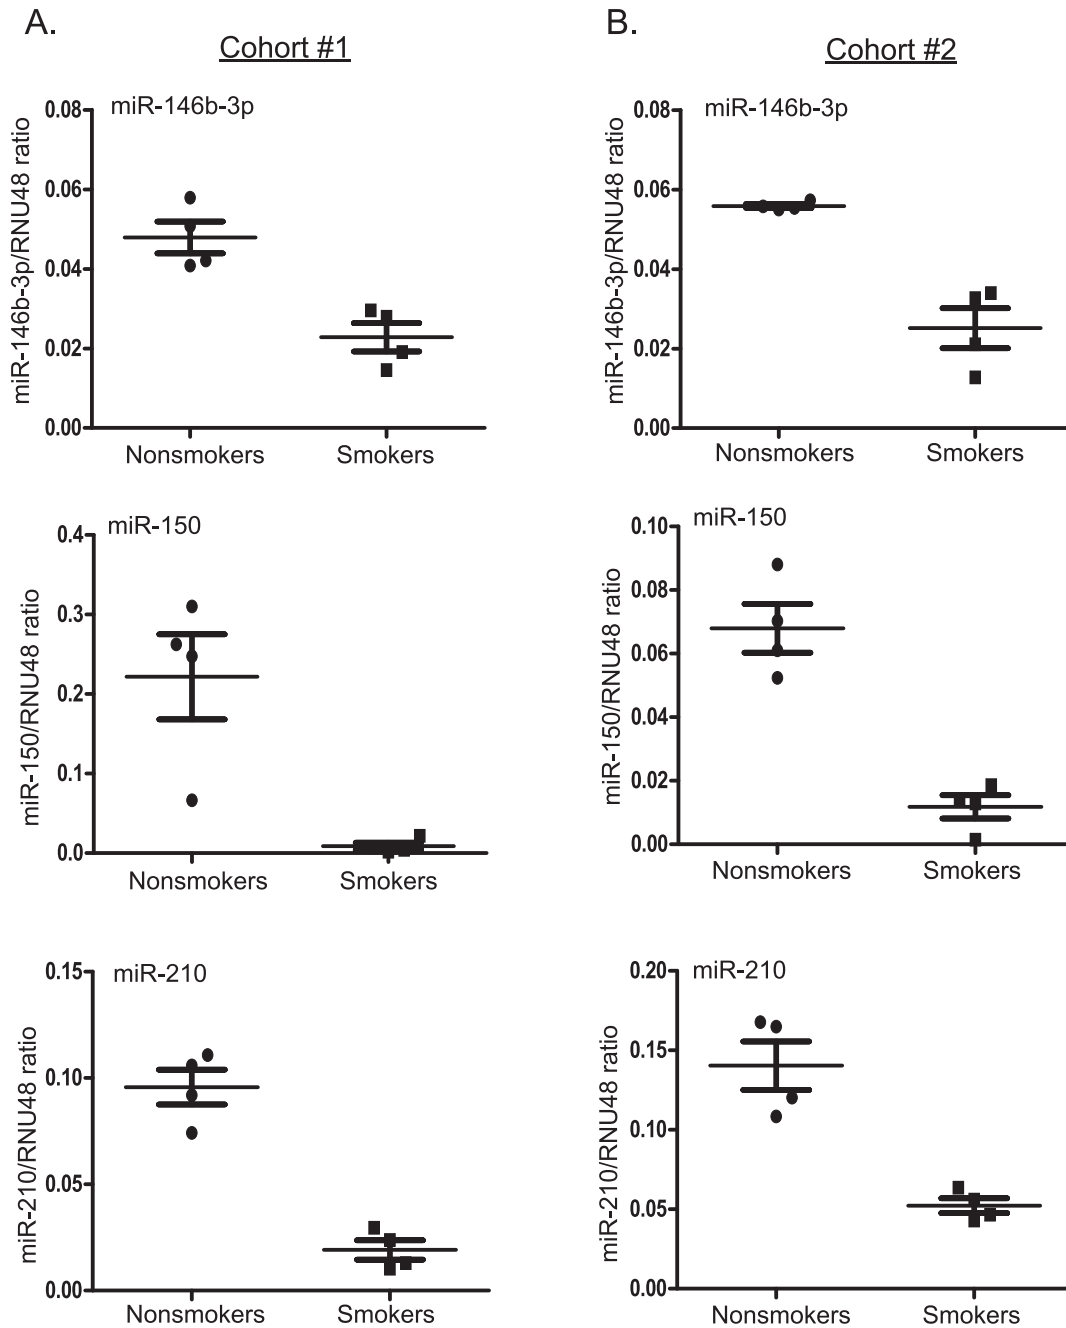 A.
Cohort #1
miR-146b-3p
miR-146b-3p/RNU48 ratio
0.08
0.06
0.04
0.02
0.00
Nonsmokers Smokers
miR-150
miR-150/RNU48 ratio
0.4
0.3
0.2
0.1
0.0
Nonsmokers Smokers
miR-210
miR-210/RNU48 ratio
0.15
0.10
0.05
0.00
Nonsmokers Smokers
B.
Cohort #2
miR-146b-3p
miR-146b-3p/RNU48 ratio
0.08
0.06
0.04
0.02
0.00
Nonsmokers Smokers
miR-150
miR-150/RNU48 ratio
0.10
0.08
0.06
0.04
0.02
0.00
Nonsmokers Smokers
miR-210
miR-210/RNU48 ratio
0.20
0.15
0.10
0.05
0.00
Nonsmokers Smokers